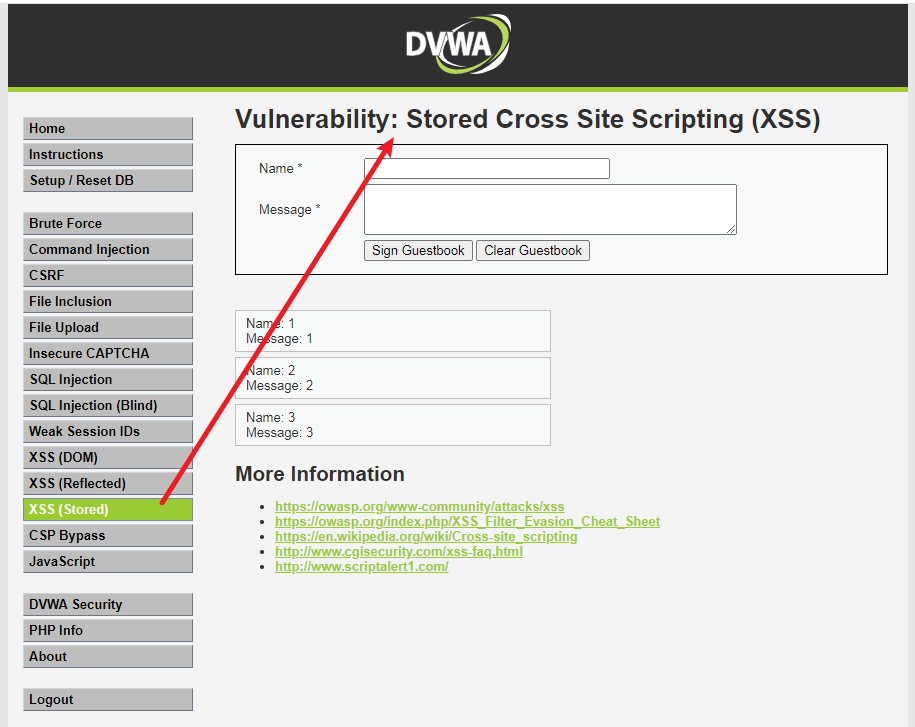 DVWA
Home
Instructions
Setup / Reset DB
Brute Force
Command Injection
CSRF
File Inclusion
File Upload
Insecure CAPTCHA
SQL Injection
SQL Injection (Blind)
Weak Session IDs
XSS (DOM)
XSS (Reflected)
XSS (Stored)
CSP Bypass
JavaScript
DVWA Security
PHP Info
About
Logout
Vulnerability: Stored Cross Site Scripting (XSS)
Name *
Message *
Sign Guestbook Clear Guestbook
Name: 1
Message: 1
Name: 2
Message: 2
Name: 3
Message: 3
More Information
https://owasp.org/www-community/attacks/xss
https://owasp.org/index.php/XSS_Filter_Evasion_Cheat_Sheet
https://en.wikipedia.org/wiki/Cross-site_scripting
http://www.cgisecurity.com/xss-faq.html
http://www.scriptalert1.com/